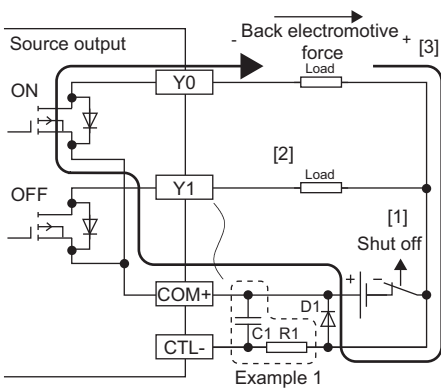 Source output
Back electromotive
force
- + [3]
Y0
Load
ON
[2]
Y1
Load
OFF
[1]
Shut off
+ -
COM+
D1
C1 R1
CTL-
Example 1